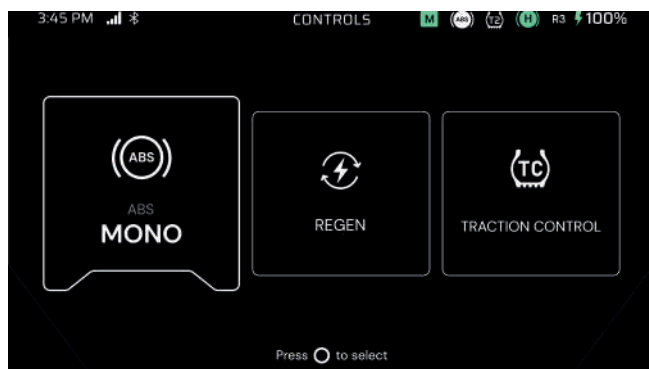 3:45 PM CONTROLS M ABS T2 H R3 100%
ABS
ABS
MONO
REGEN
TC
TRACTION CONTROL
Press to select